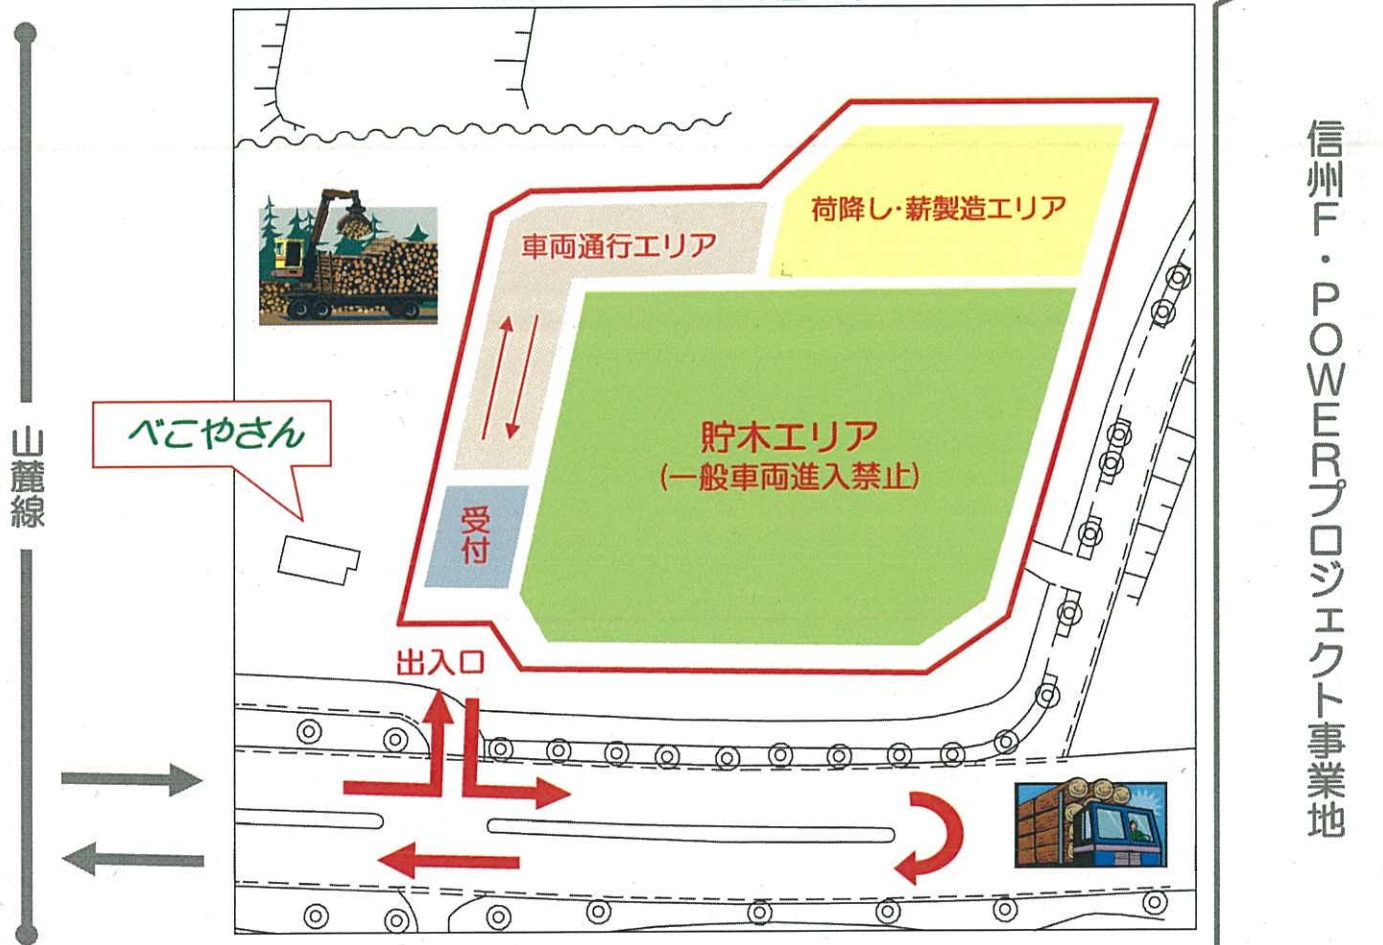 荷降し・薪製造エリア
車両通行エリア
べこやさん
貯木エリア
(一般車両進入禁止)
受付
出入口
山麓線
信州F・POWERプロジェクト事業地